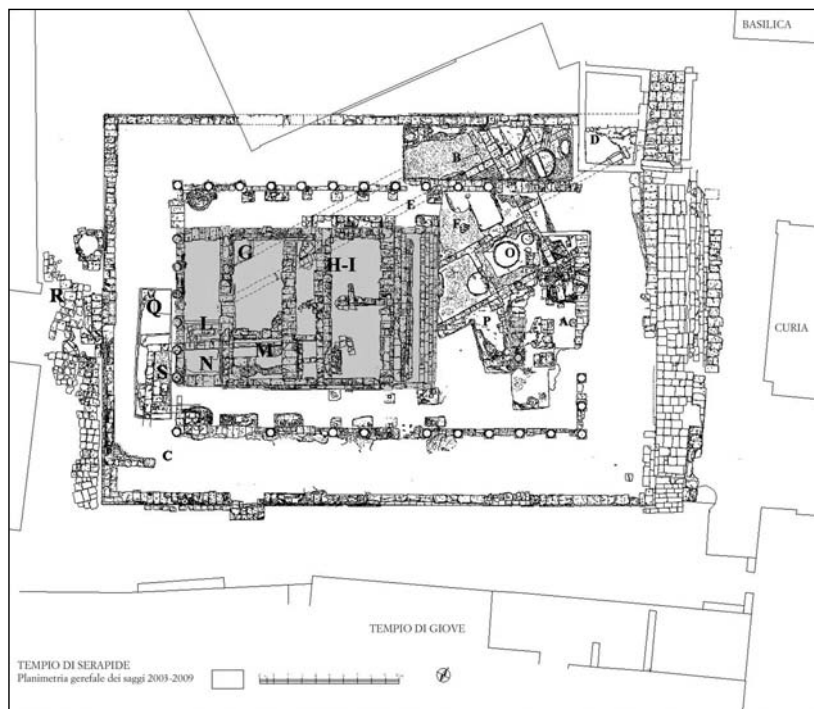 BASILICA
B
D
E
F
G
H-I
O
R
Q
A
CURIA
L
P
N
M
S
C
TEMPIO DI GIOVE
TEMPIO DI SERAPIDE
Planimetria gerefale dei saggi 2003-2009